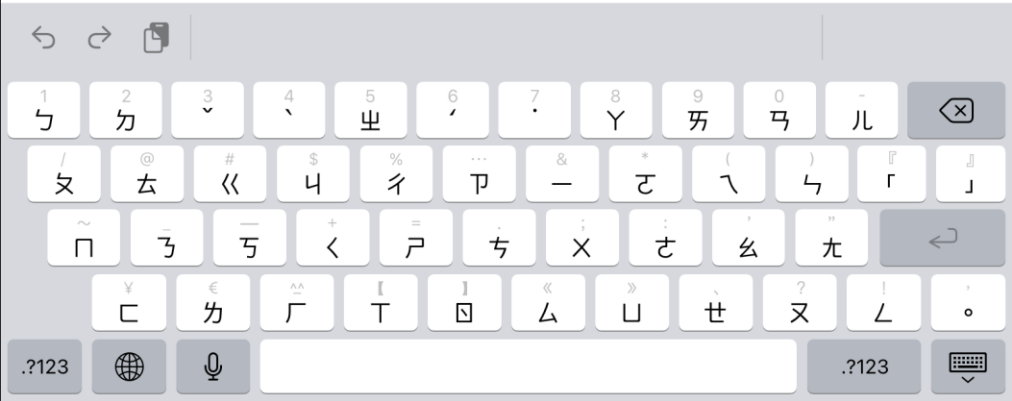 1 2 3 4 5 6 7 8 9 0 -
ㄅ ㄉ ˇ ˋ ㄓ ˊ ˙ ㄚ ㄞ ㄢ ㄦ
/ @ # $ % … & * ( ) 『 』
ㄆ ㄊ ㄍ ㄐ ㄔ ㄗ ㄧ ㄛ ㄟ ㄣ 「 」
～ _ — + = . ; : ' "
ㄇ ㄋ ㄎ ㄑ ㄕ ㄘ ㄨ ㄜ ㄠ ㄤ
¥ € ^^ 【 】 《 》 、 ? ! ,
ㄈ ㄌ ㄏ ㄒ ㄖ ㄙ ㄩ ㄝ ㄡ ㄥ 。
.?123 .?123